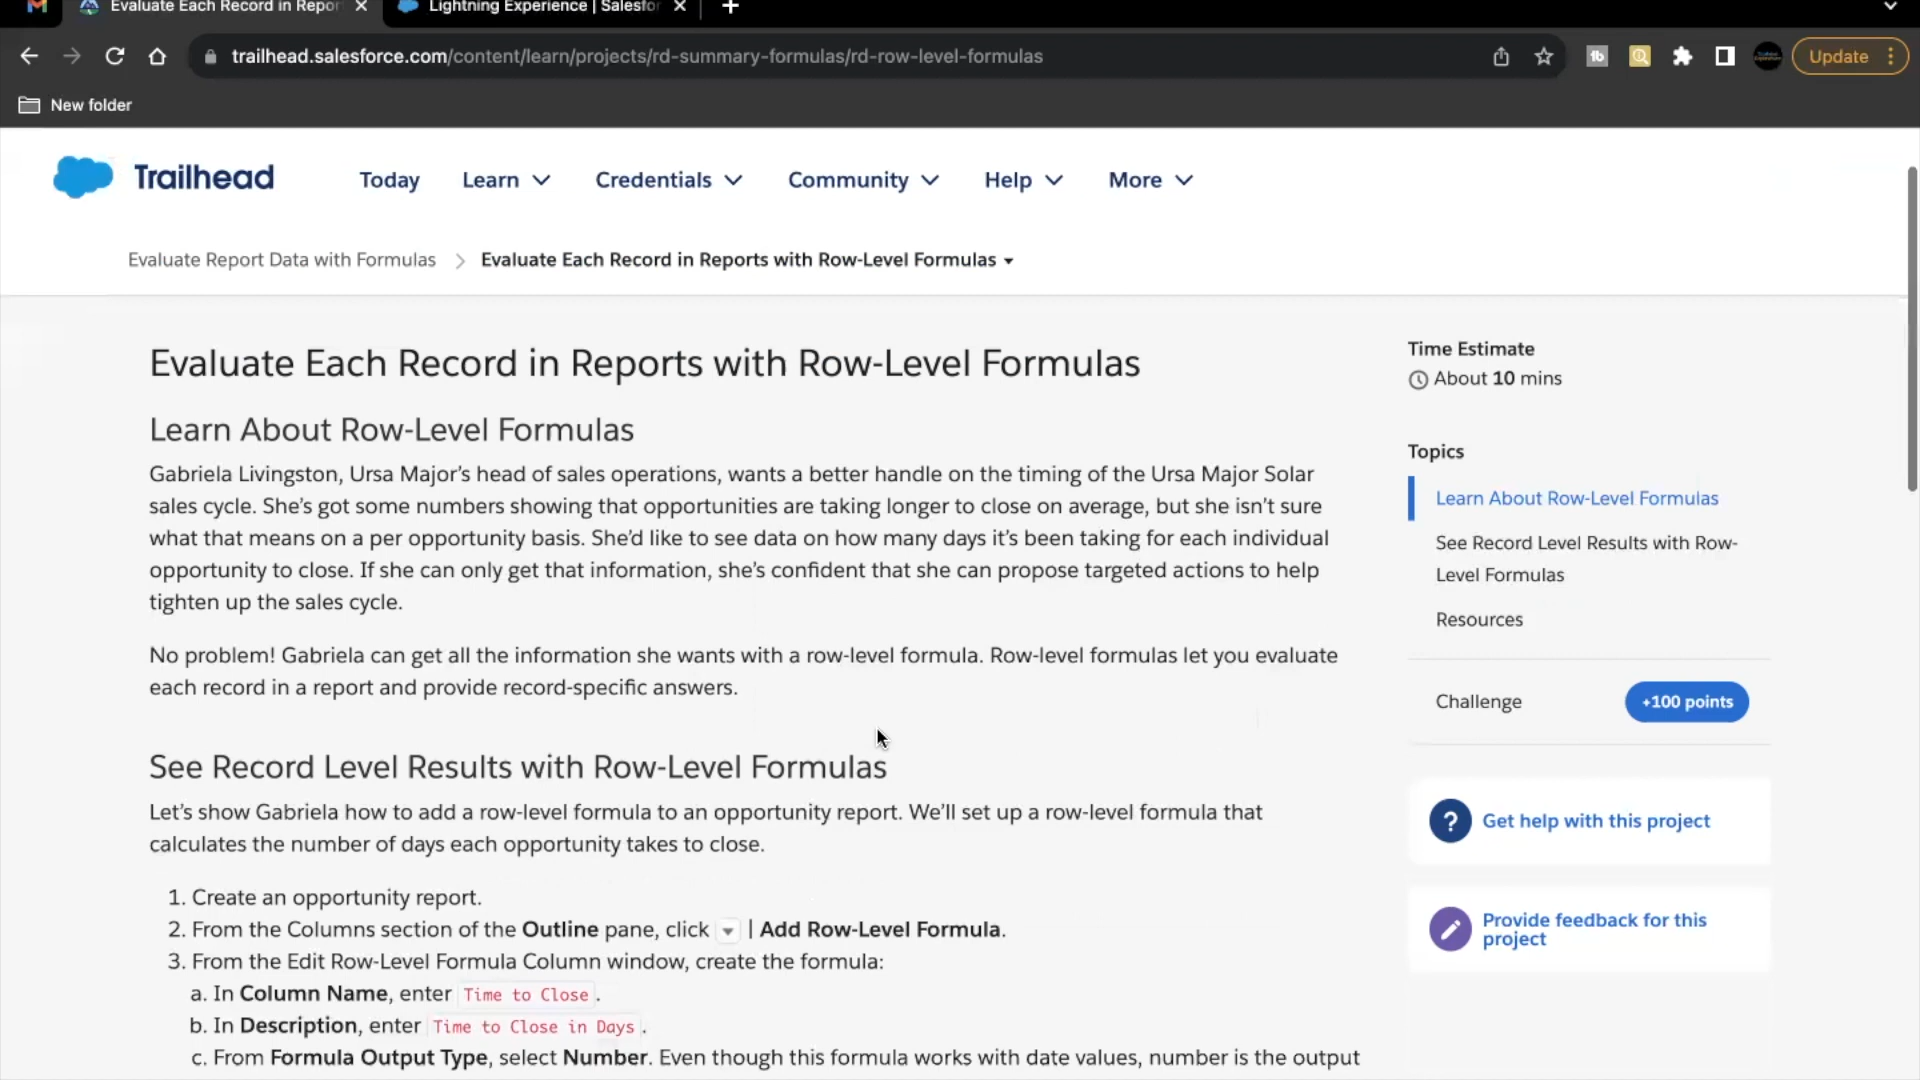 Evaluate Each Record in Repor
Lightning Experience | Salesfor
trailhead.salesforce.com/content/learn/projects/rd-summary-formulas/rd-row-level-formulas
Update
New folder
Trailhead
Today Learn Credentials Community Help More
Evaluate Report Data with Formulas > Evaluate Each Record in Reports with Row-Level Formulas
Evaluate Each Record in Reports with Row-Level Formulas
Learn About Row-Level Formulas
Gabriela Livingston, Ursa Major’s head of sales operations, wants a better handle on the timing of the Ursa Major Solar
sales cycle. She’s got some numbers showing that opportunities are taking longer to close on average, but she isn’t sure
what that means on a per opportunity basis. She’d like to see data on how many days it’s been taking for each individual
opportunity to close. If she can only get that information, she’s confident that she can propose targeted actions to help
tighten up the sales cycle.
No problem! Gabriela can get all the information she wants with a row-level formula. Row-level formulas let you evaluate
each record in a report and provide record-specific answers.
See Record Level Results with Row-Level Formulas
Let’s show Gabriela how to add a row-level formula to an opportunity report. We’ll set up a row-level formula that
calculates the number of days each opportunity takes to close.
1. Create an opportunity report.
2. From the Columns section of the Outline pane, click | Add Row-Level Formula.
3. From the Edit Row-Level Formula Column window, create the formula:
a. In Column Name, enter Time to Close.
b. In Description, enter Time to Close in Days.
c. From Formula Output Type, select Number. Even though this formula works with date values, number is the output
Time Estimate
About 10 mins
Topics
Learn About Row-Level Formulas
See Record Level Results with Row-
Level Formulas
Resources
Challenge +100 points
Get help with this project
Provide feedback for this
project